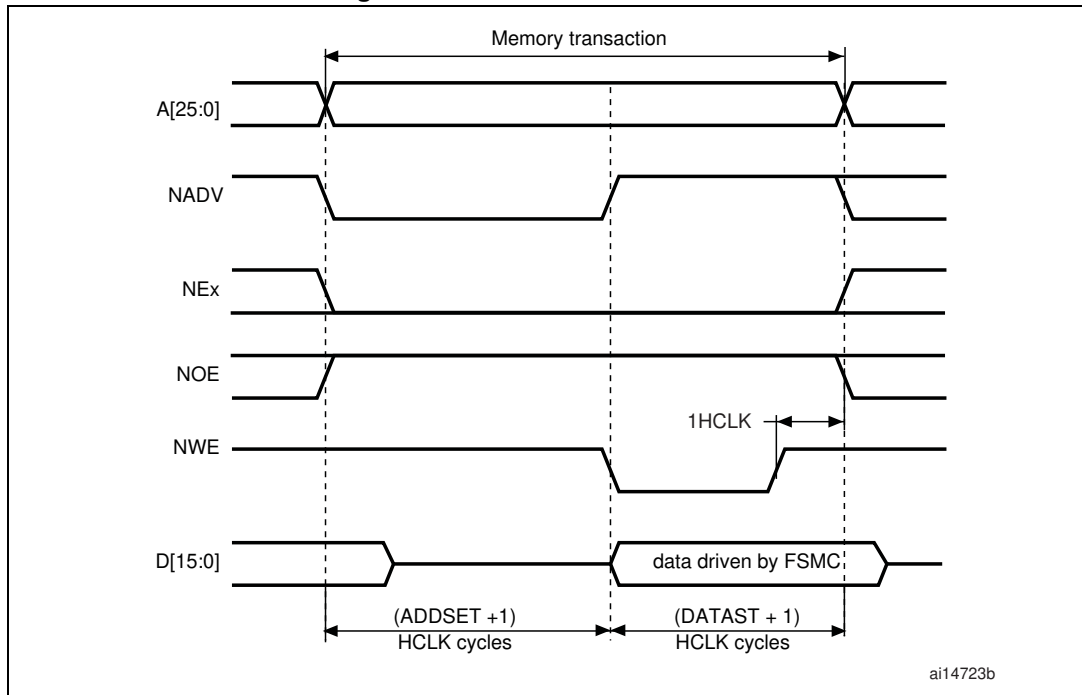 Memory transaction
A[25:0]
NADV
NEx
NOE
1HCLK
NWE
D[15:0]
data driven by FSMC
(ADDSET +1)
HCLK cycles
(DATAST + 1)
HCLK cycles
ai14723b